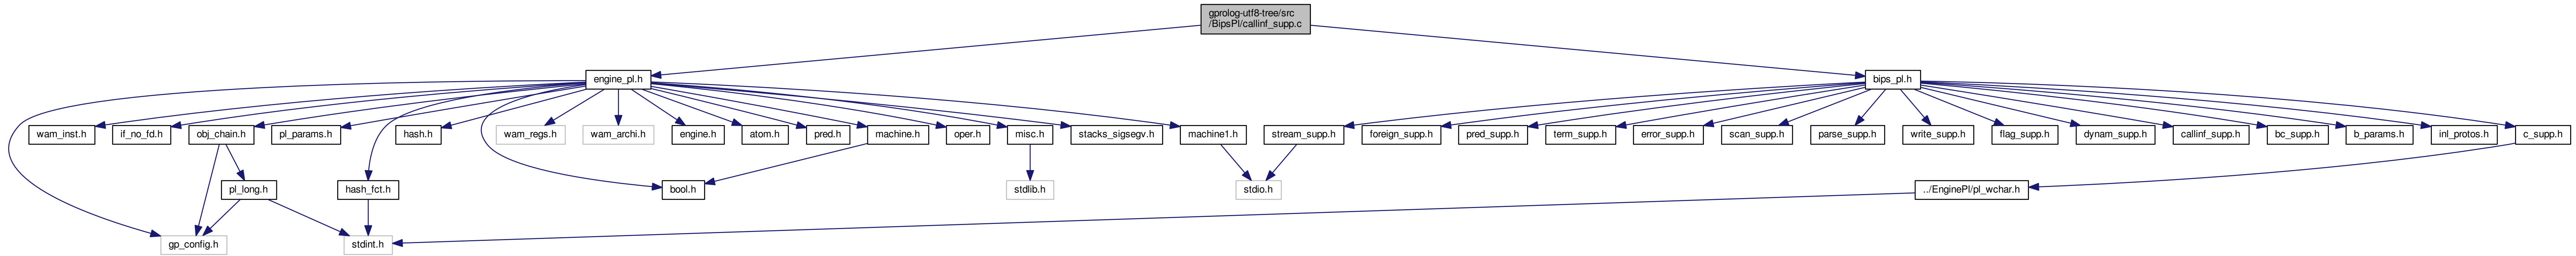 gprolog-utf8-tree/src
/BipsPl/callinf_supp.c
engine_pl.h
bips_pl.h
wam_inst.h
if_no_fd.h
obj_chain.h
pl_params.h
hash.h
wam_regs.h
wam_archi.h
engine.h
atom.h
pred.h
machine.h
oper.h
misc.h
stacks_sigsegv.h
machine1.h
stream_supp.h
foreign_supp.h
pred_supp.h
term_supp.h
error_supp.h
scan_supp.h
parse_supp.h
write_supp.h
flag_supp.h
dynam_supp.h
callinf_supp.h
bc_supp.h
b_params.h
inl_protos.h
c_supp.h
pl_long.h
hash_fct.h
bool.h
stdlib.h
stdio.h
../EnginePl/pl_wchar.h
gp_config.h
stdint.h